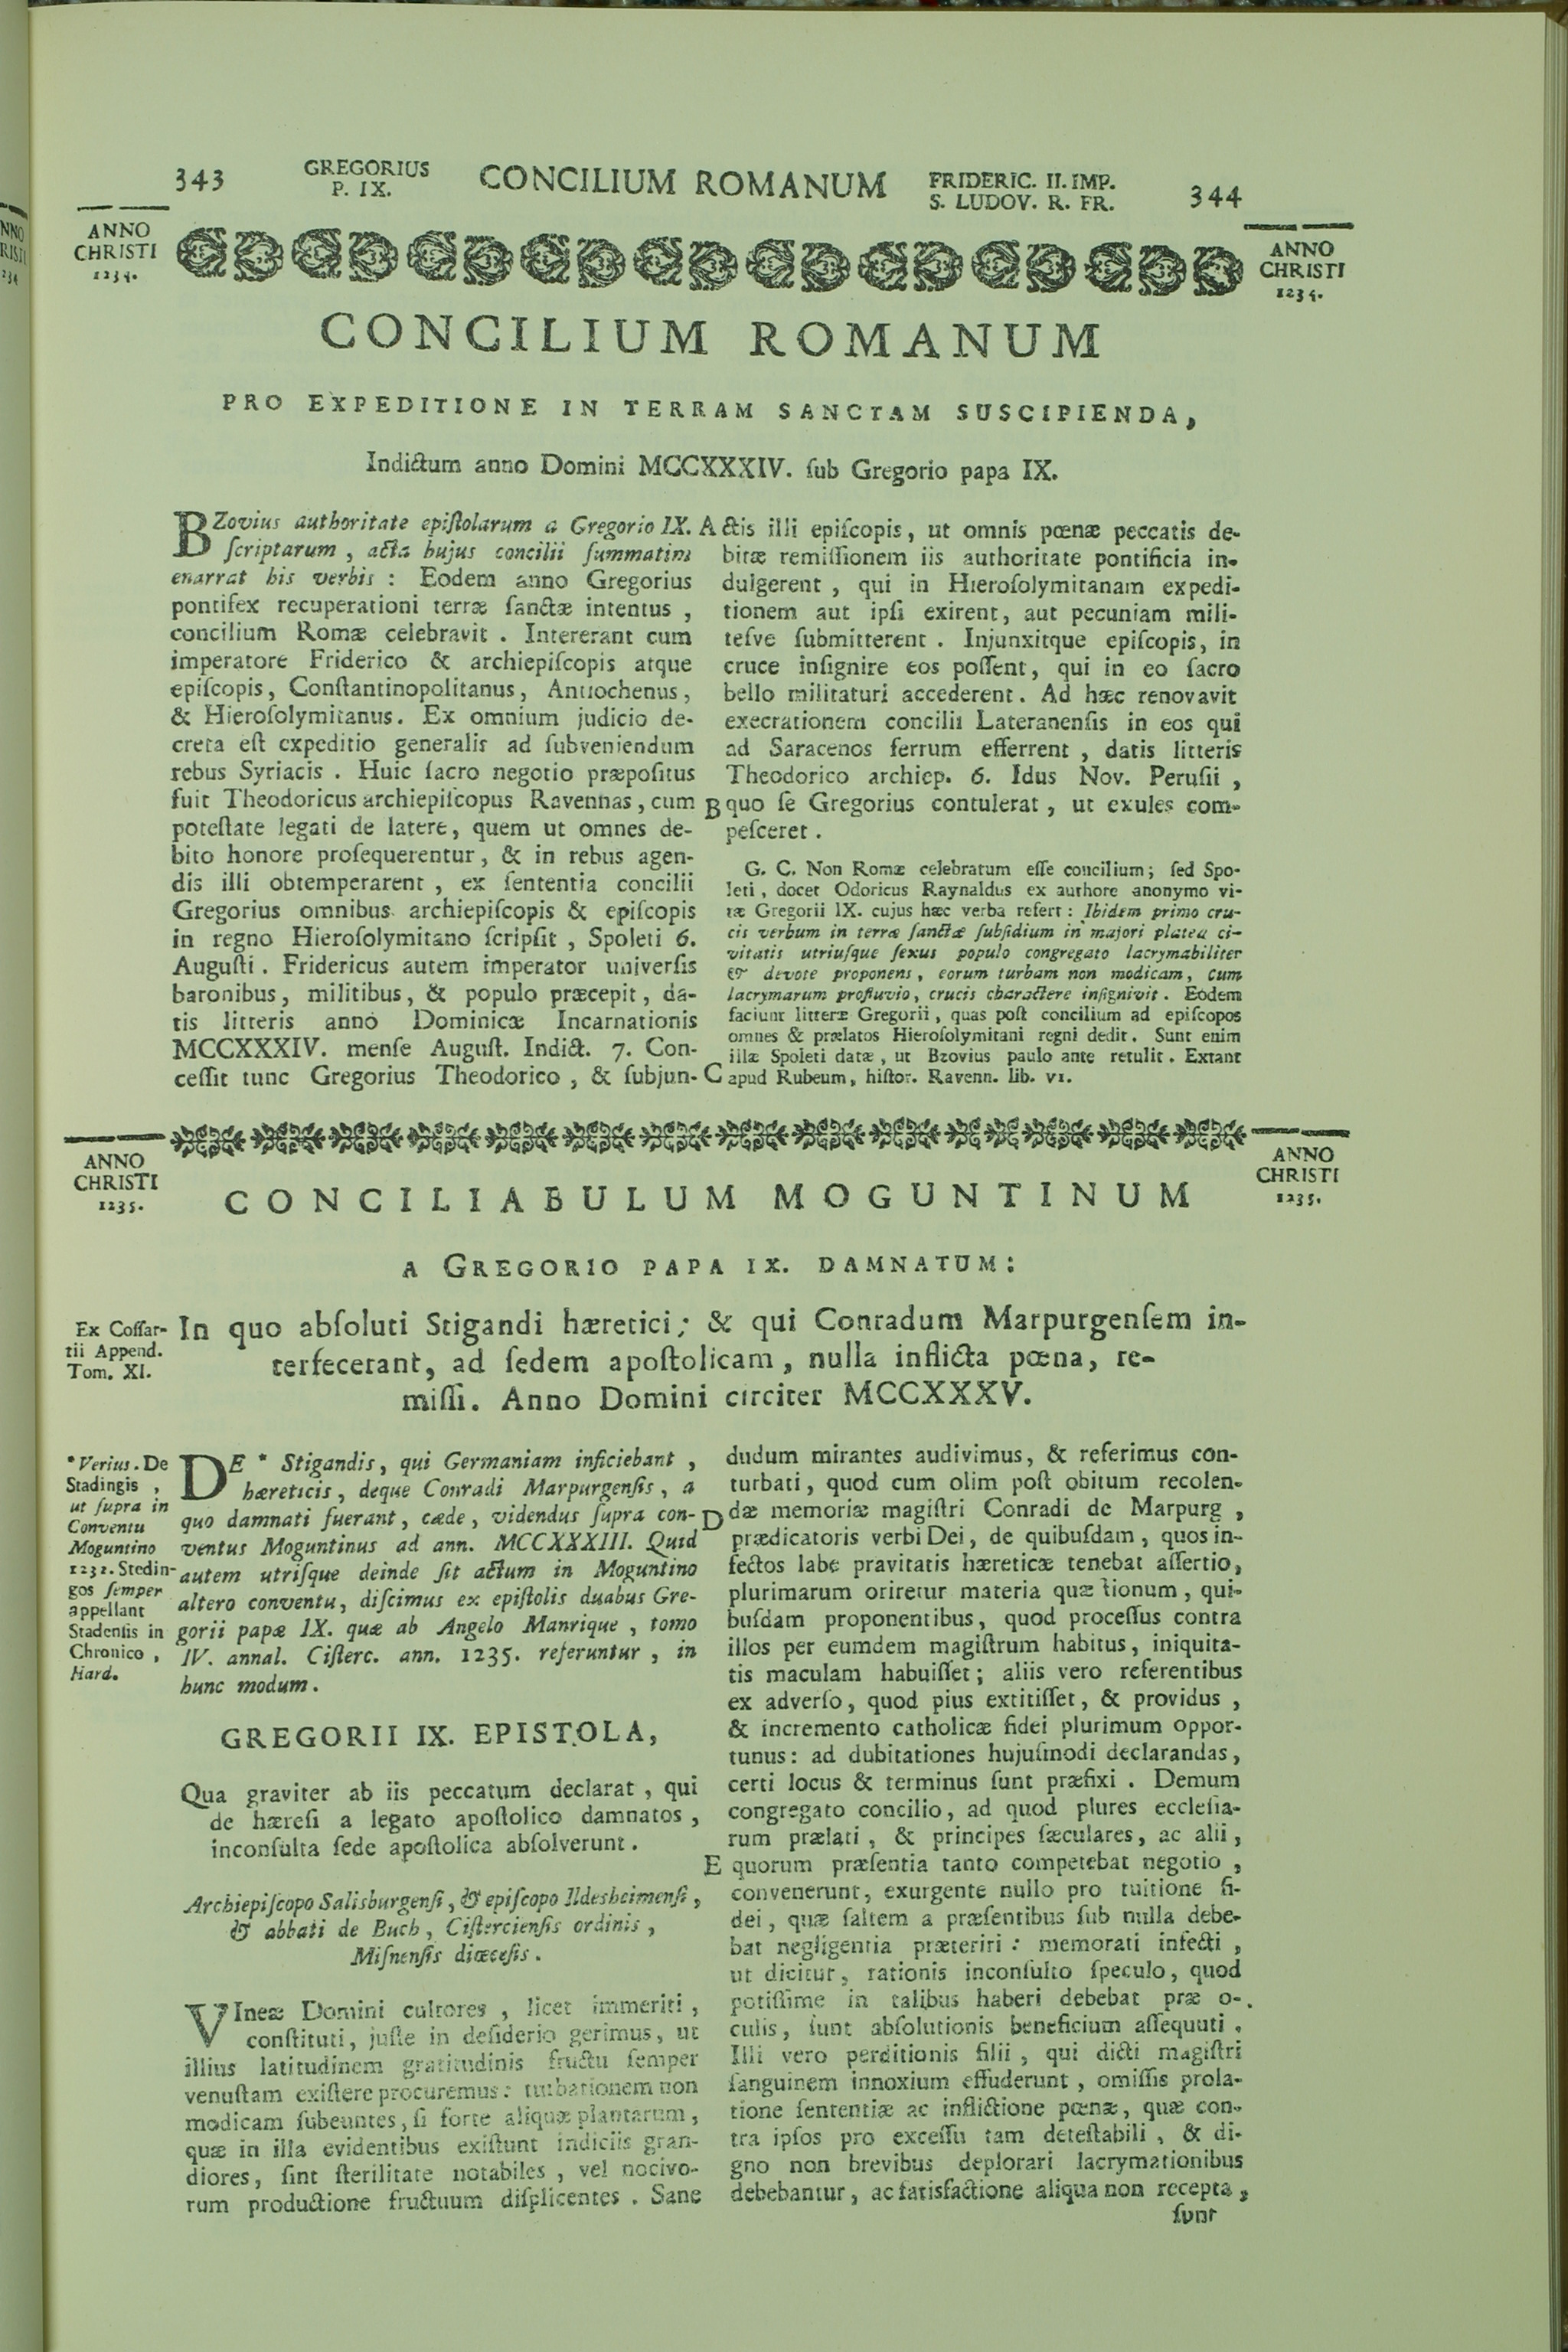 343
GREGORIUS
P. IX.
CONCILIUM ROMANUM
FRIDERIC. II. IMP.
S. LUDOV. R. FR.
344
ANNO
CHRISTI
1234.
ANNO
CHRISTI
1234.
CONCILIUM ROMANUM
PRO EXPEDITIONE IN TERRAM SANCTAM SUSCIPIENDA,
Indictum anno Domini MCCXXXIV. ſub Gregorio papa IX.
BZovius authoritate epiſtolarum a Gregorio IX.
ſcriptarum, acta hujus concilii ſummatim
enarrat his verbis: Eodem anno Gregorius
pontifex recuperationi terræ ſanctæ intentus,
concilium Romæ celebravit. Intererant cum
imperatore Friderico & archiepiſcopis atque
epiſcopis, Conſtantinopolitanus, Antiochenus,
& Hieroſolymitanus. Ex omnium judicio de-
creta eſt expeditio generalis ad ſubveniendum
rebus Syriacis. Huic ſacro negotio præpoſitus
fuit Theodoricus archiepiſcopus Ravennas, cum
poteſtate legati de latere, quem ut omnes de-
bito honore proſequerentur, & in rebus agen-
dis illi obtemperarent, ex ſententia concilii
Gregorius omnibus archiepiſcopis & epiſcopis
in regno Hieroſolymitano ſcripſit, Spoleti 6.
Auguſti. Fridericus autem imperator univerſis
baronibus, militibus, & populo præcepit, da-
tis litteris anno Dominicæ Incarnationis
MCCXXXIV. menſe Auguſt. Indict. 7. Con-
ceſſit tunc Gregorius Theodorico, & ſubjun-
A ctis illi epiſcopis, ut omnis pœnæ peccatis de-
bitæ remiſſionem iis authoritate pontificia in-
dulgerent, qui in Hieroſolymitanam expedi-
tionem aut ipſi exirent, aut pecuniam mili-
teſve ſubmitterent. Injunxitque epiſcopis, in
cruce inſignire eos poſſent, qui in eo ſacro
bello militaturi accederent. Ad hæc renovavit
execrationem concilii Lateranenſis in eos qui
ad Saracenos ferrum efferrent, datis litteris
Theodorico archiep. 6. Idus Nov. Peruſii,
B quo ſe Gregorius contulerat, ut exules com-
peſceret.
G. C. Non Romæ celebratum eſſe concilium; ſed Spo-
leti, docet Odoricus Raynaldus ex authore anonymo vi-
tæ Gregorii IX. cujus hæc verba refert: Ibidem primo cru-
cis verbum in terræ ſanctæ ſubſidium in majori platea ci-
vitatis utriuſque ſexus populo congregato lacrymabiliter
& devote proponens, eorum turbam non modicam, cum
lacrymarum profluvio, crucis charactere inſignivit. Eodem
faciunt litteræ Gregorii, quas poſt concilium ad epiſcopos
omnes & prælatos Hieroſolymitani regni dedit. Sunt enim
illæ Spoleti datæ, ut Bzovius paulo ante retulit. Extant
C apud Rubeum, hiſtor. Ravenn. lib. VI.
ANNO
CHRISTI
1235.
ANNO
CHRISTI
1235.
CONCILIABULUM MOGUNTINUM
A GREGORIO PAPA IX. DAMNATUM:
Ex Coſſar-
tii Append.
Tom. XI.
In quo abſoluti Stigandi hæretici; & qui Conradum Marpurgenſem in-
terfecerant, ad ſedem apoſtolicam, nulla inflicta pœna, re-
miſſi. Anno Domini circiter MCCXXXV.
* Verius. De
Stadingis,
ut ſupra in
Conventu
Moguntino
1231. Stedin-
gos ſemper
appellant
Stadenſis in
Chronico,
Hard.
DE * Stigandis, qui Germaniam inficiebant,
hæreticis, deque Conradi Marpurgenſis, a
quo damnati fuerant, cæde, videndus ſupra con-
ventus Moguntinus ad ann. MCCXXXIII. Quid
autem utriſque deinde ſit actum in Moguntino
altero conventu, diſcimus ex epiſtolis duabus Gre-
gorii papæ IX. quæ ab Angelo Manrique, tomo
IV. annal. Ciſterc. ann. 1235. referuntur, in
hunc modum.
GREGORII IX. EPISTOLA,
Qua graviter ab iis peccatum declarat, qui
de hæreſi a legato apoſtolico damnatos,
inconſulta ſede apoſtolica abſolverunt.
Archiepiſcopo Salisburgenſi, & epiſcopo Ildesheimenſi,
& abbati de Buch, Ciſtercienſis ordinis,
Miſnenſis diœceſis.
VIneæ Domini cultores, licet immeriti,
conſtituti, juſte in deſiderio gerimus, ut
illius latitudinem gratitudinis fructu ſemper
venuſtam exiſtere procuremus: turbationem non
modicam ſubeuntes, ſi forte aliquæ plantarum,
quæ in illa evidentibus exiſtunt indiciis gran-
diores, ſint ſterilitate notabiles, vel nocivo-
rum productione fructuum diſplicentes. Sane
dudum mirantes audivimus, & referimus con-
turbati, quod cum olim poſt obitum recolen-
D dæ memoriæ magiſtri Conradi de Marpurg,
prædicatoris verbi Dei, de quibuſdam, quos in-
fectos labe pravitatis hæreticæ tenebat aſſertio,
plurimarum oriretur materia quæ tionum, qui-
buſdam proponentibus, quod proceſſus contra
illos per eumdem magiſtrum habitus, iniquita-
tis maculam habuiſſet; aliis vero referentibus
ex adverſo, quod pius extitiſſet, & providus,
& incremento catholicæ fidei plurimum oppor-
tunus: ad dubitationes hujuſmodi declarandas,
certi locus & terminus ſunt præfixi. Demum
congregato concilio, ad quod plures eccleſia-
rum prælati, & principes ſæculares, ac alii,
E quorum præſentia tanto competebat negotio,
convenerunt, exurgente nullo pro tuitione fi-
dei, quæ ſaltem a præſentibus ſub nulla debe-
bat negligentia præteriri: memorati infecti,
ut dicitur, rationis inconſulto ſpeculo, quod
potiſſime in talibus haberi debebat præ o-
culis, ſunt abſolutionis beneficium aſſequuti.
Illi vero perditionis filii, qui dicti magiſtri
ſanguinem innoxium effuderunt, omiſſis prola-
tione ſententiæ ac inflictione pœnæ, quæ con-
tra ipſos pro exceſſu tam deteſtabili, & di-
gno non brevibus deplorari lacrymationibus
debebantur, ac ſatisfactione aliqua non recepta,
ſunt